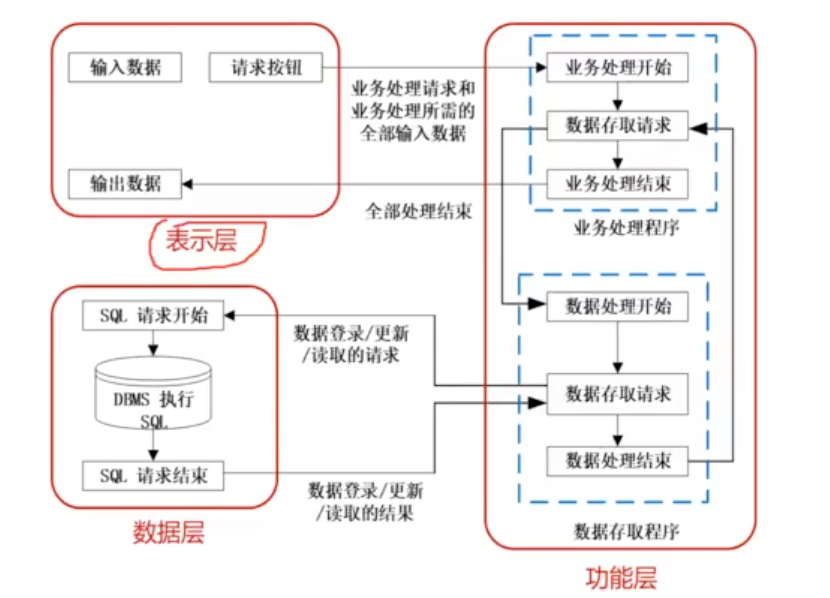 输入数据
请求按钮
业务处理请求和
业务处理所需的
全部输入数据
业务处理开始
数据存取请求
输出数据
业务处理结束
全部处理结束
表示层
业务处理程序
SQL 请求开始
数据登录/更新
/读取的请求
数据处理开始
DBMS 执行
SQL
数据存取请求
SQL 请求结束
数据处理结束
数据登录/更新
/读取的结果
数据层
数据存取程序
功能层